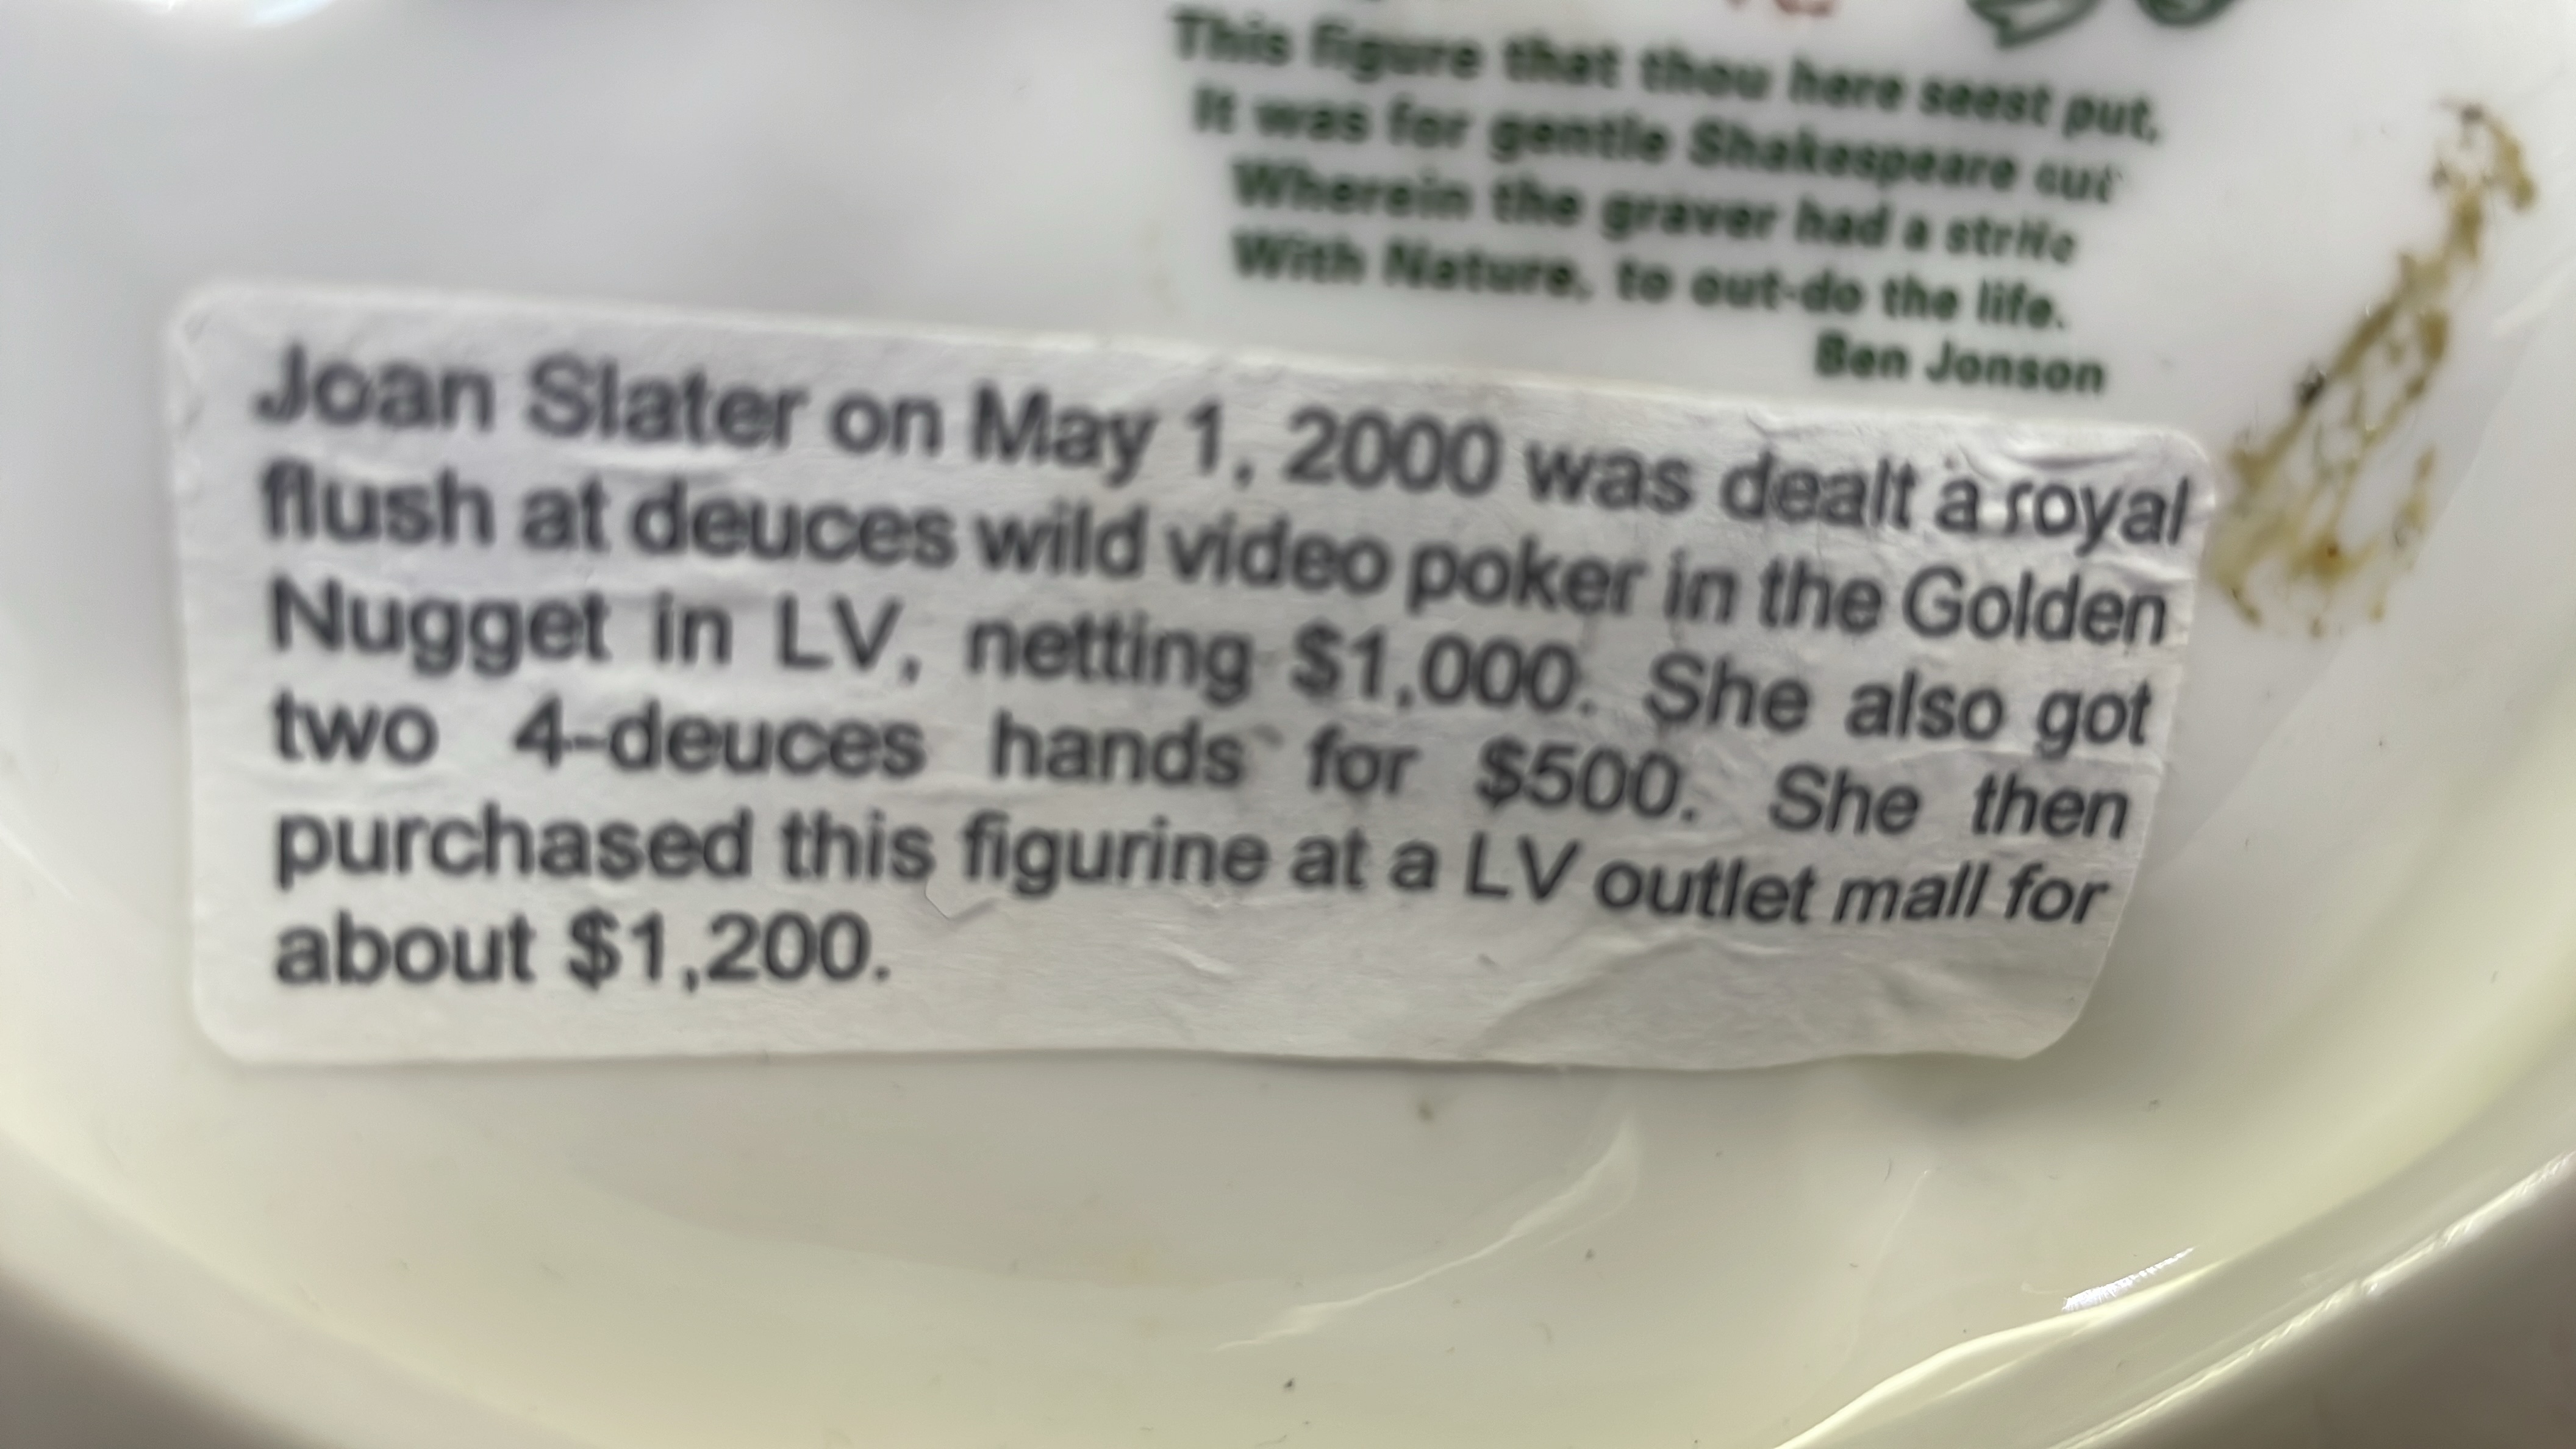 This figure that thou here seest put,
It was for gentle Shakespeare cut
Wherein the graver had a strife
With Nature, to out-do the life.
Ben Jonson
Joan Slater on May 1, 2000 was dealt a royal
flush at deuces wild video poker in the Golden
Nugget in LV, netting $1,000. She also got
two 4-deuces hands for $500. She then
purchased this figurine at a LV outlet mall for
about $1,200.